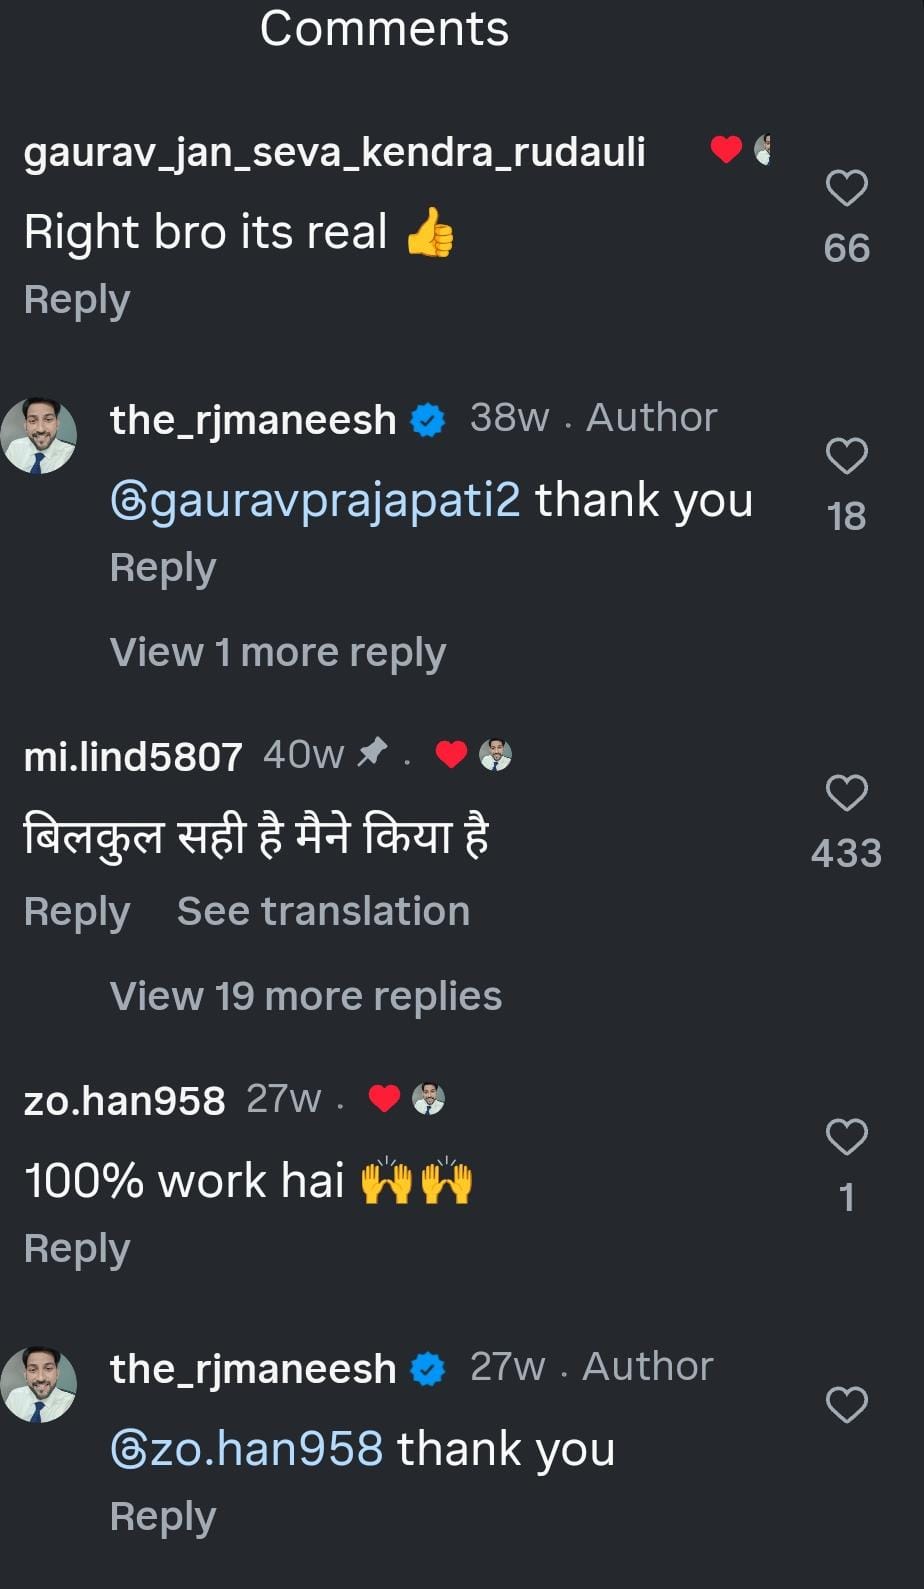 Comments
gaurav_jan_seva_kendra_rudauli
Right bro its real 👍
66
Reply
the_rjmaneesh 38w . Author
@gauravprajapati2 thank you
18
Reply
View 1 more reply
mi.lind5807 40w .
बिलकुल सही है मैने किया है
433
Reply See translation
View 19 more replies
zo.han958 27w .
100% work hai 🙌🙌
1
Reply
the_rjmaneesh 27w . Author
@zo.han958 thank you
Reply